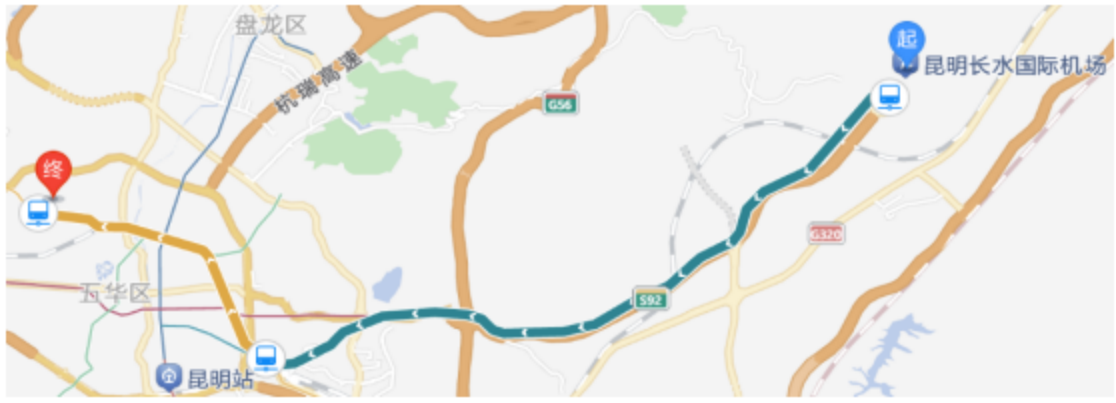 盘龙区
杭瑞高速
起
昆明长水国际机场
G56
终
G320
五华区
S92
昆明站